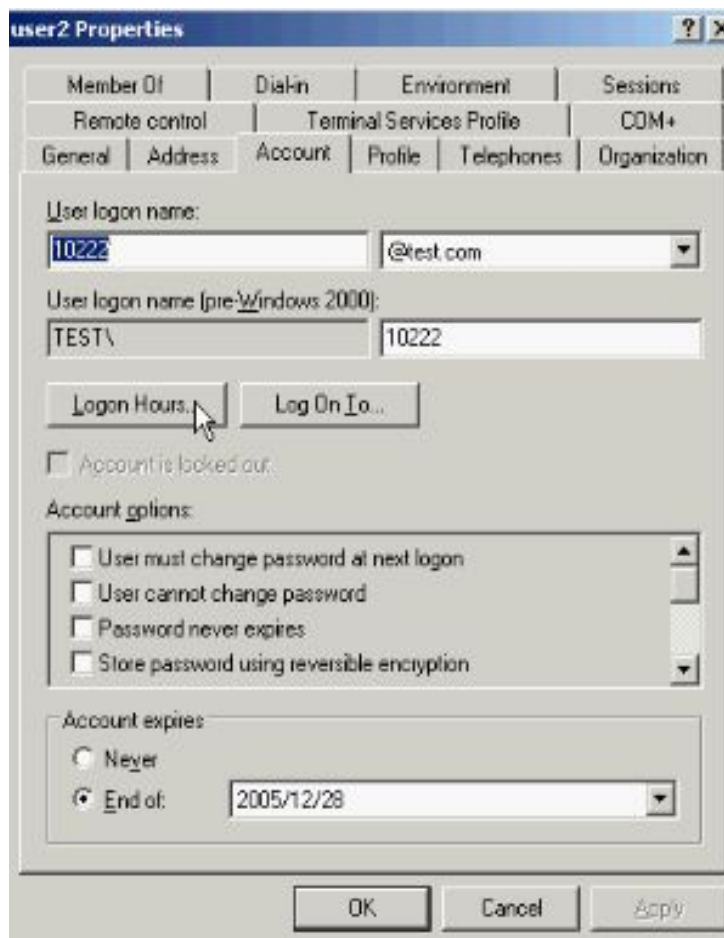 user2 Properties
Member Of Dial-in Environment Sessions
Remote control Terminal Services Profile COM+
General Address Account Profile Telephones Organization
User logon name:
10222 @test.com
User logon name (pre-Windows 2000):
TEST\ 10222
Logon Hours... Log On To...
Account is locked out
Account options:
User must change password at next logon
User cannot change password
Password never expires
Store password using reversible encryption
Account expires
Never
End of: 2005/12/28
OK Cancel Apply